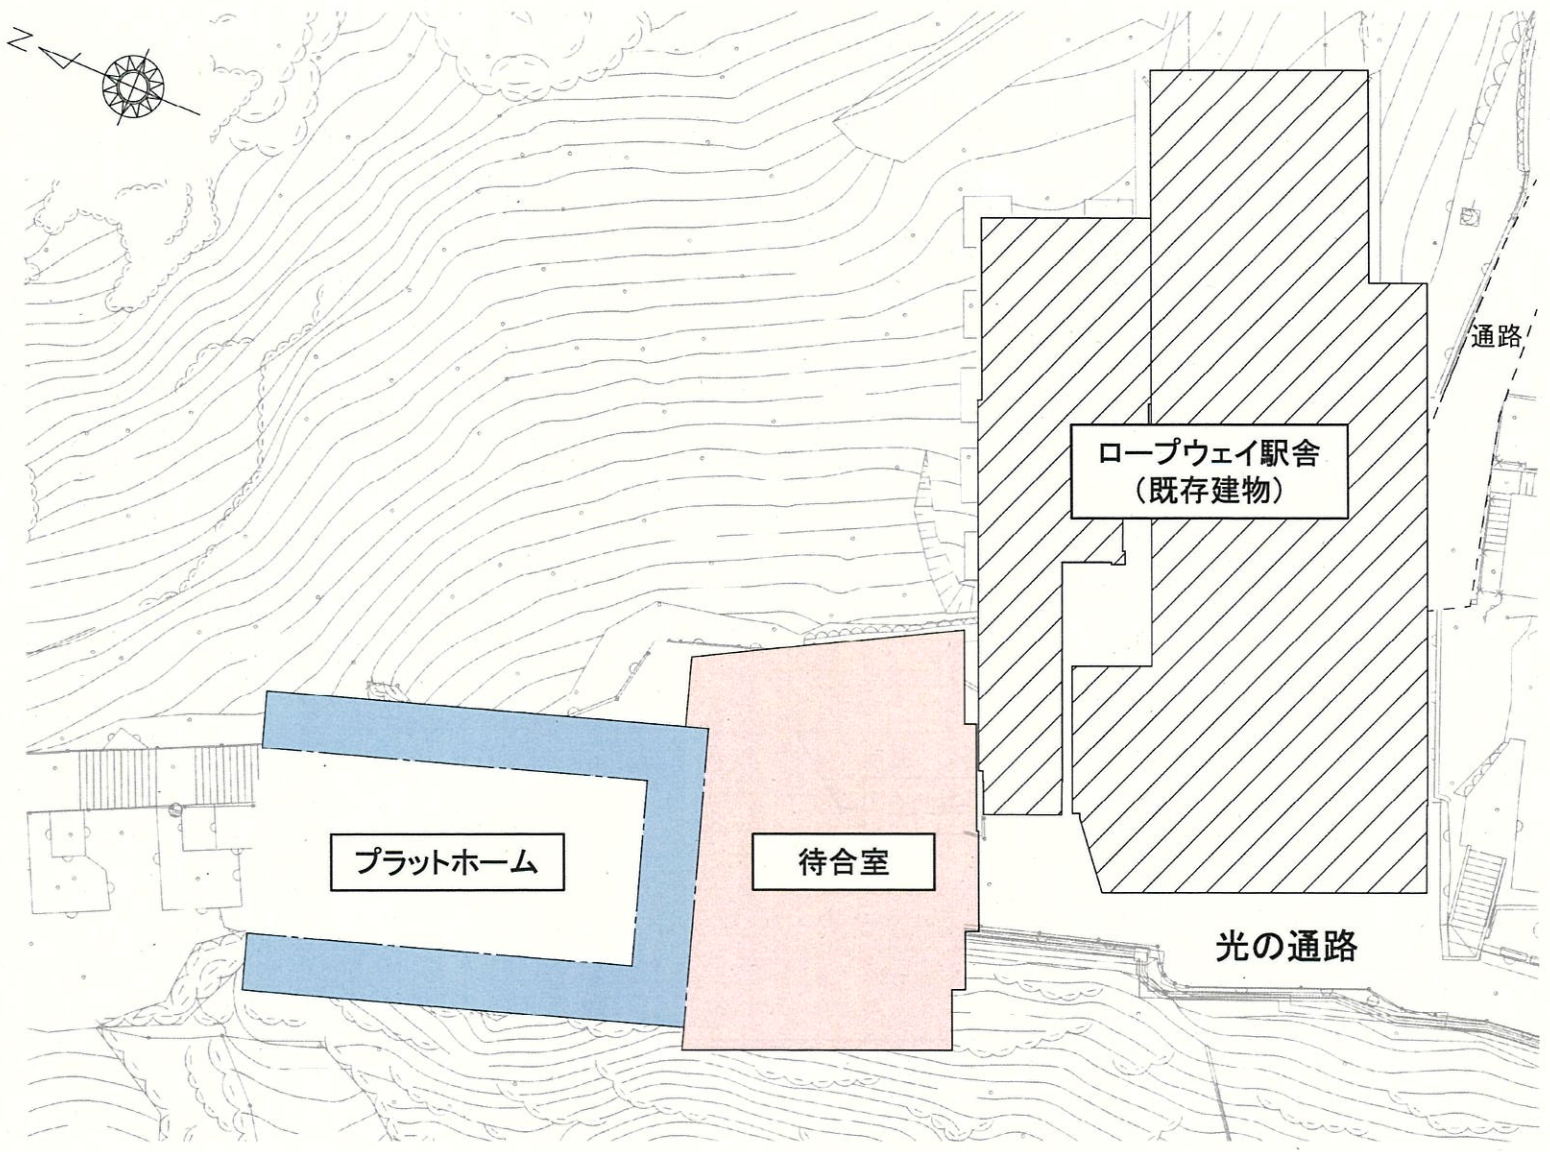 N
通路
ロープウェイ駅舎
（既存建物）
プラットホーム
待合室
光の通路